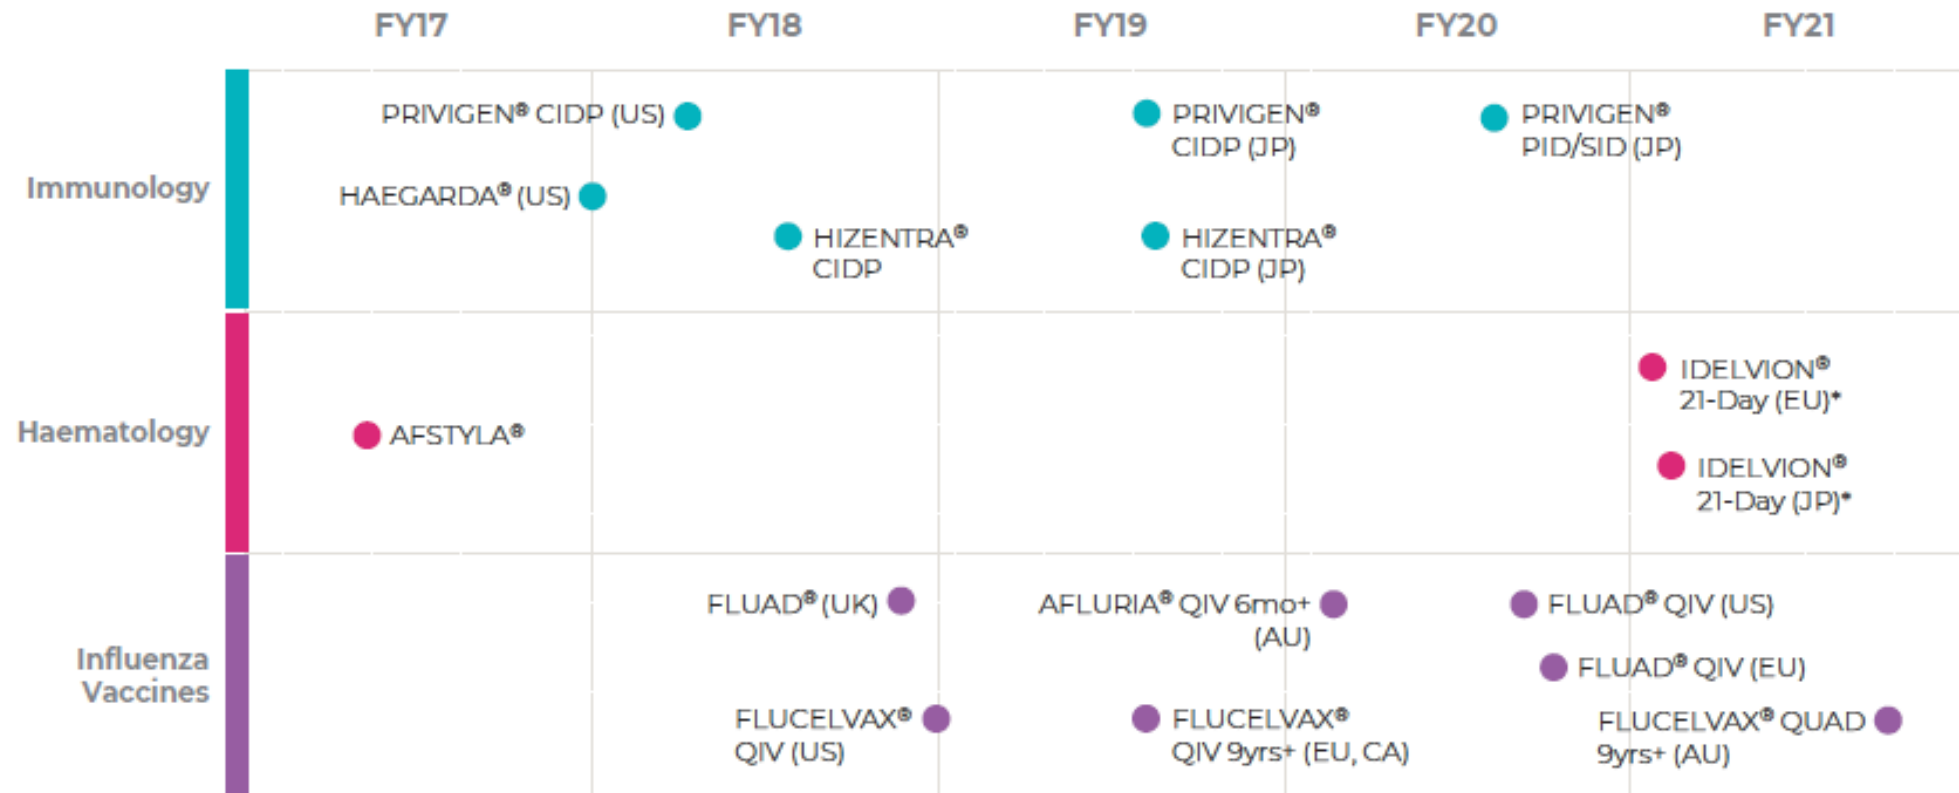 FY17 FY18 FY19 FY20 FY21
Immunology
PRIVIGEN® CIDP (US)
HAEGARDA® (US)
HIZENTRA®
CIDP
PRIVIGEN®
CIDP (JP)
HIZENTRA®
CIDP (JP)
PRIVIGEN®
PID/SID (JP)
Haematology
AFSTYLA®
IDELVION®
21-Day (EU)*
IDELVION®
21-Day (JP)*
Influenza
Vaccines
FLUAD® (UK)
FLUCELVAX®
QIV (US)
AFLURIA® QIV 6mo+
(AU)
FLUCELVAX®
QIV 9yrs+ (EU, CA)
FLUAD® QIV (US)
FLUAD® QIV (EU)
FLUCELVAX® QUAD
9yrs+ (AU)